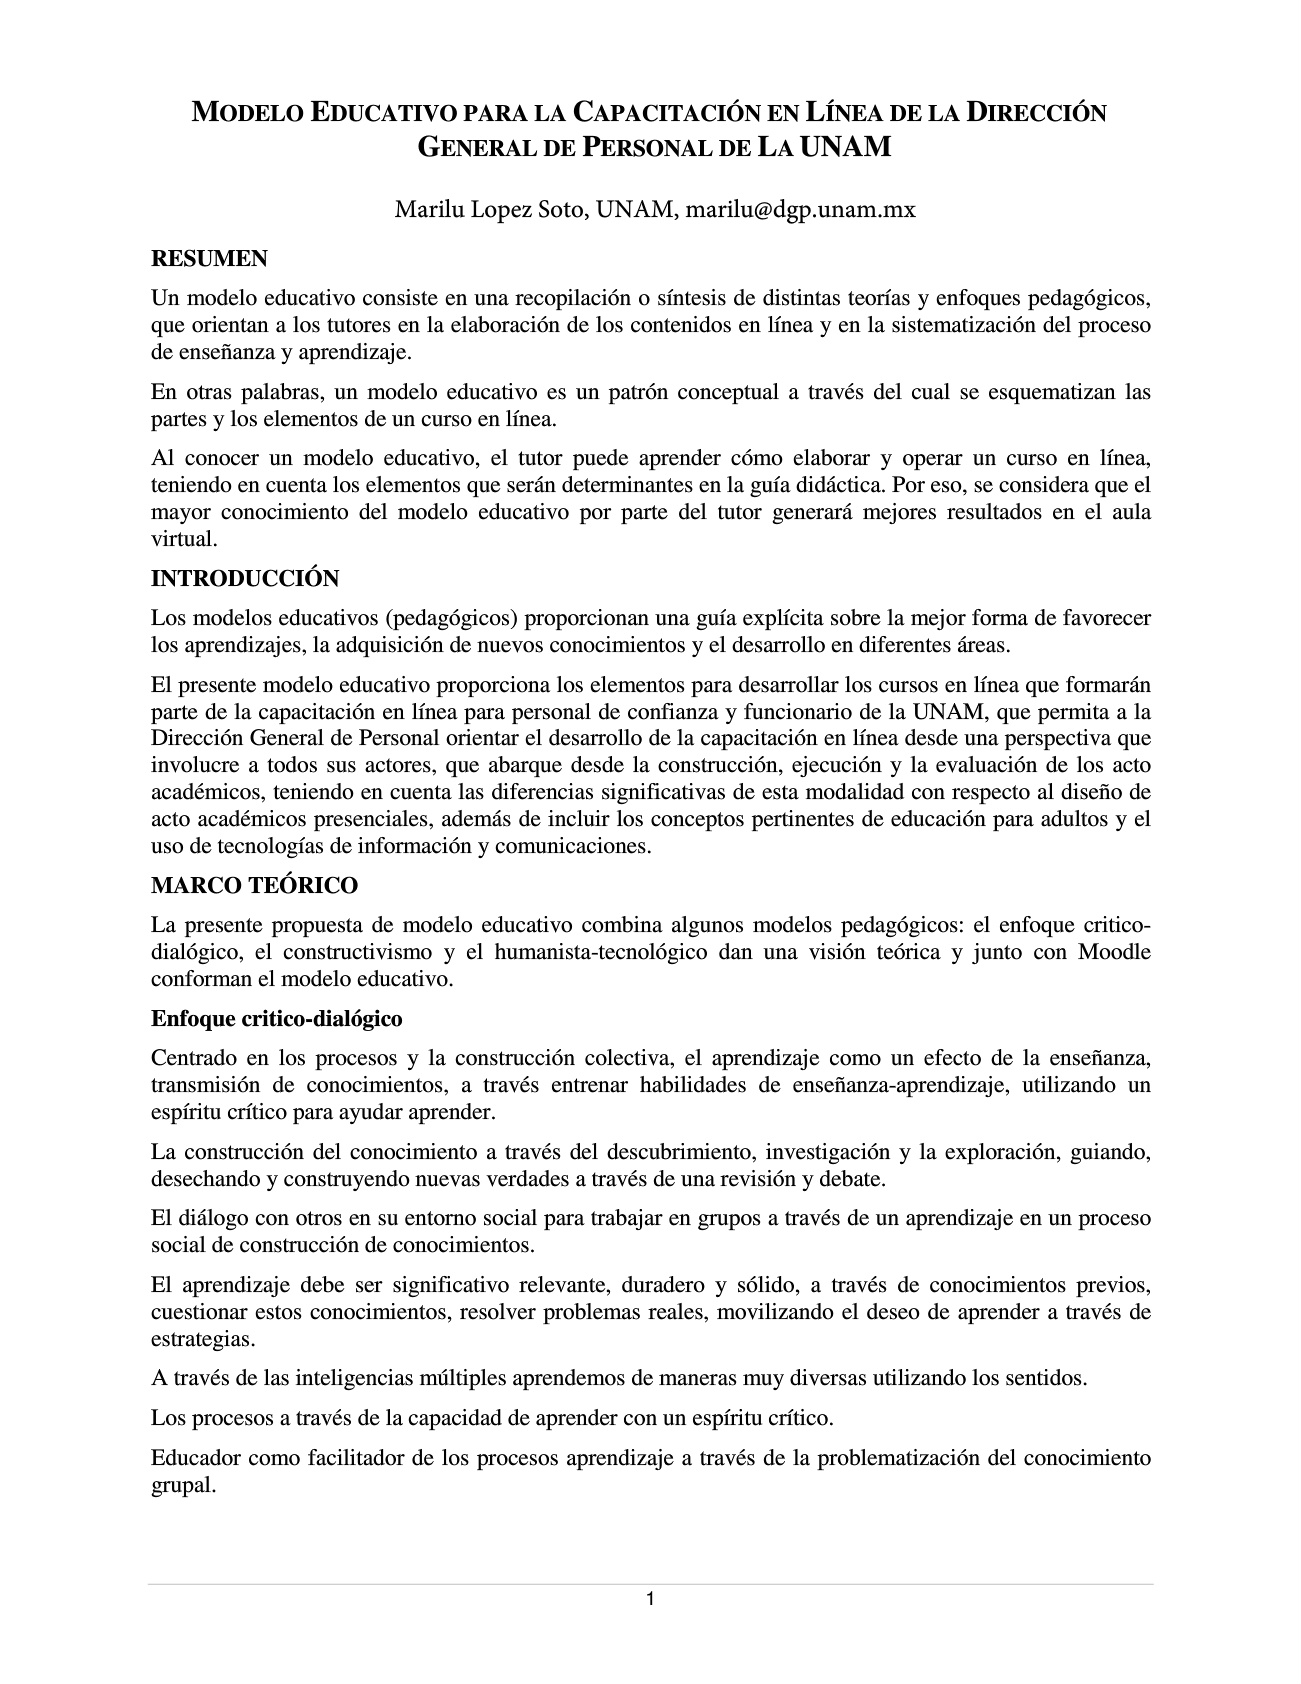 MODELO EDUCATIVO PARA LA CAPACITACIÓN EN LÍNEA DE LA DIRECCIÓN
GENERAL DE PERSONAL DE LA UNAM
Marilu Lopez Soto, UNAM, marilu@dgp.unam.mx
RESUMEN
Un modelo educativo consiste en una recopilación o síntesis de distintas teorías y enfoques pedagógicos,
que orientan a los tutores en la elaboración de los contenidos en línea y en la sistematización del proceso
de enseñanza y aprendizaje.
En otras palabras, un modelo educativo es un patrón conceptual a través del cual se esquematizan las
partes y los elementos de un curso en línea.
Al conocer un modelo educativo, el tutor puede aprender cómo elaborar y operar un curso en línea,
teniendo en cuenta los elementos que serán determinantes en la guía didáctica. Por eso, se considera que el
mayor conocimiento del modelo educativo por parte del tutor generará mejores resultados en el aula
virtual.
INTRODUCCIÓN
Los modelos educativos (pedagógicos) proporcionan una guía explícita sobre la mejor forma de favorecer
los aprendizajes, la adquisición de nuevos conocimientos y el desarrollo en diferentes áreas.
El presente modelo educativo proporciona los elementos para desarrollar los cursos en línea que formarán
parte de la capacitación en línea para personal de confianza y funcionario de la UNAM, que permita a la
Dirección General de Personal orientar el desarrollo de la capacitación en línea desde una perspectiva que
involucre a todos sus actores, que abarque desde la construcción, ejecución y la evaluación de los acto
académicos, teniendo en cuenta las diferencias significativas de esta modalidad con respecto al diseño de
acto académicos presenciales, además de incluir los conceptos pertinentes de educación para adultos y el
uso de tecnologías de información y comunicaciones.
MARCO TEÓRICO
La presente propuesta de modelo educativo combina algunos modelos pedagógicos: el enfoque critico-
dialógico, el constructivismo y el humanista-tecnológico dan una visión teórica y junto con Moodle
conforman el modelo educativo.
Enfoque critico-dialógico
Centrado en los procesos y la construcción colectiva, el aprendizaje como un efecto de la enseñanza,
transmisión de conocimientos, a través entrenar habilidades de enseñanza-aprendizaje, utilizando un
espíritu crítico para ayudar aprender.
La construcción del conocimiento a través del descubrimiento, investigación y la exploración, guiando,
desechando y construyendo nuevas verdades a través de una revisión y debate.
El diálogo con otros en su entorno social para trabajar en grupos a través de un aprendizaje en un proceso
social de construcción de conocimientos.
El aprendizaje debe ser significativo relevante, duradero y sólido, a través de conocimientos previos,
cuestionar estos conocimientos, resolver problemas reales, movilizando el deseo de aprender a través de
estrategias.
A través de las inteligencias múltiples aprendemos de maneras muy diversas utilizando los sentidos.
Los procesos a través de la capacidad de aprender con un espíritu crítico.
Educador como facilitador de los procesos aprendizaje a través de la problematización del conocimiento
grupal.
1